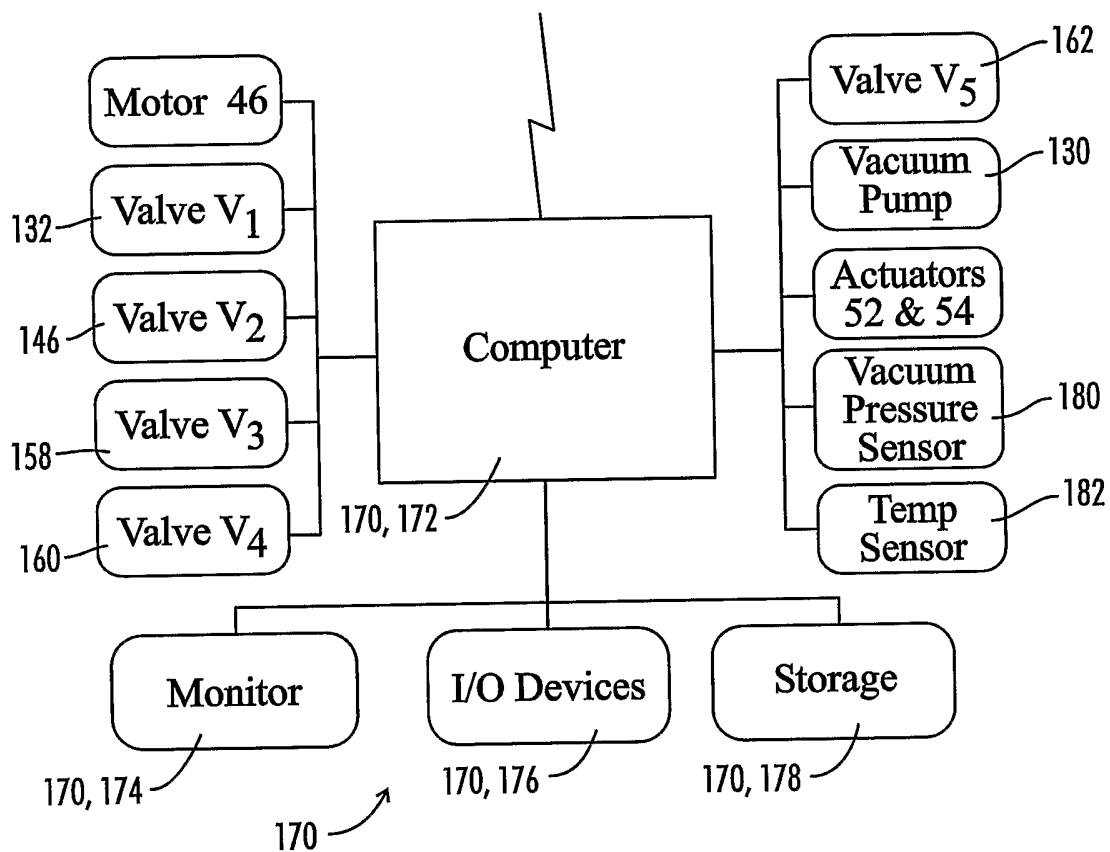 Motor 46
132
Valve V1
146
Valve V2
158
Valve V3
160
Valve V4
Computer
170, 172
162
Valve V5
130
Vacuum
Pump
Actuators
52 & 54
Vacuum
Pressure
Sensor
180
Temp
Sensor
182
Monitor
170, 174
I/O Devices
170, 176
Storage
170, 178
170